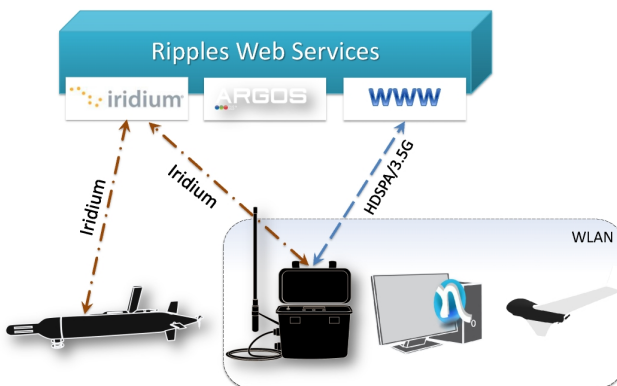 Ripples Web Services
iridium
ARGOS
WWW
Iridium
Iridium
HDSPA/3.5G
WLAN
n